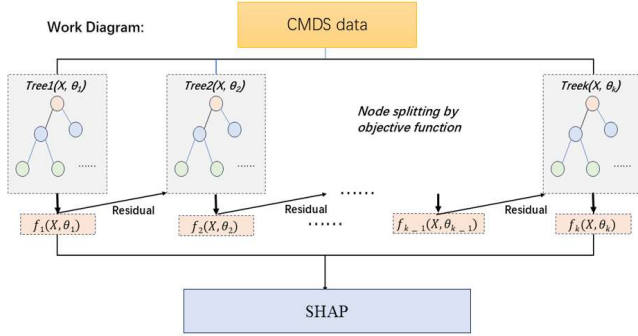 Work Diagram:
CMDS data
Tree1(X, θ₁)
Tree2(X, θ₂)
Treek(X, θₖ)
Node splitting by
objective function
......
......
......
......
Residual
Residual
Residual
f₁(X,θ₁)
f₂(X,θ₂)
......
fₖ₋₁(X,θₖ₋₁)
fₖ(X,θₖ)
SHAP